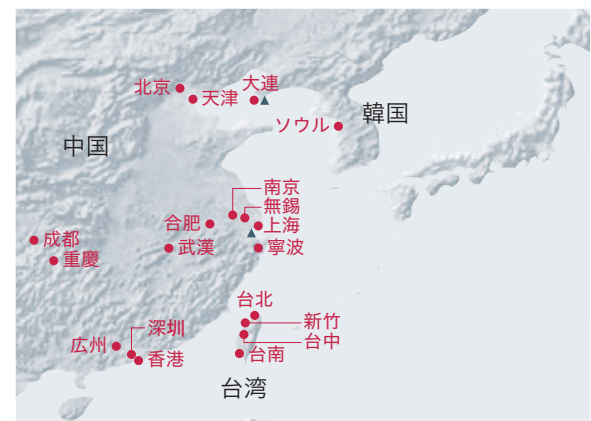 北京
大連
天津
ソウル
韓国
中国
南京
無錫
合肥
上海
成都
武漢
寧波
重慶
台北
新竹
深圳
広州
台中
香港
台南
台湾